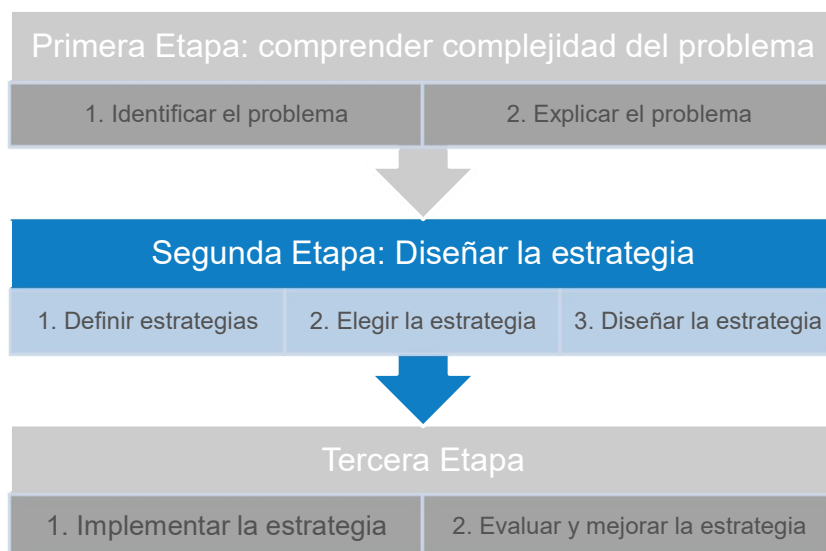 Primera Etapa: comprender complejidad del problema
1. Identificar el problema
2. Explicar el problema
Segunda Etapa: Diseñar la estrategia
1. Definir estrategias
2. Elegir la estrategia
3. Diseñar la estrategia
Tercera Etapa
1. Implementar la estrategia
2. Evaluar y mejorar la estrategia